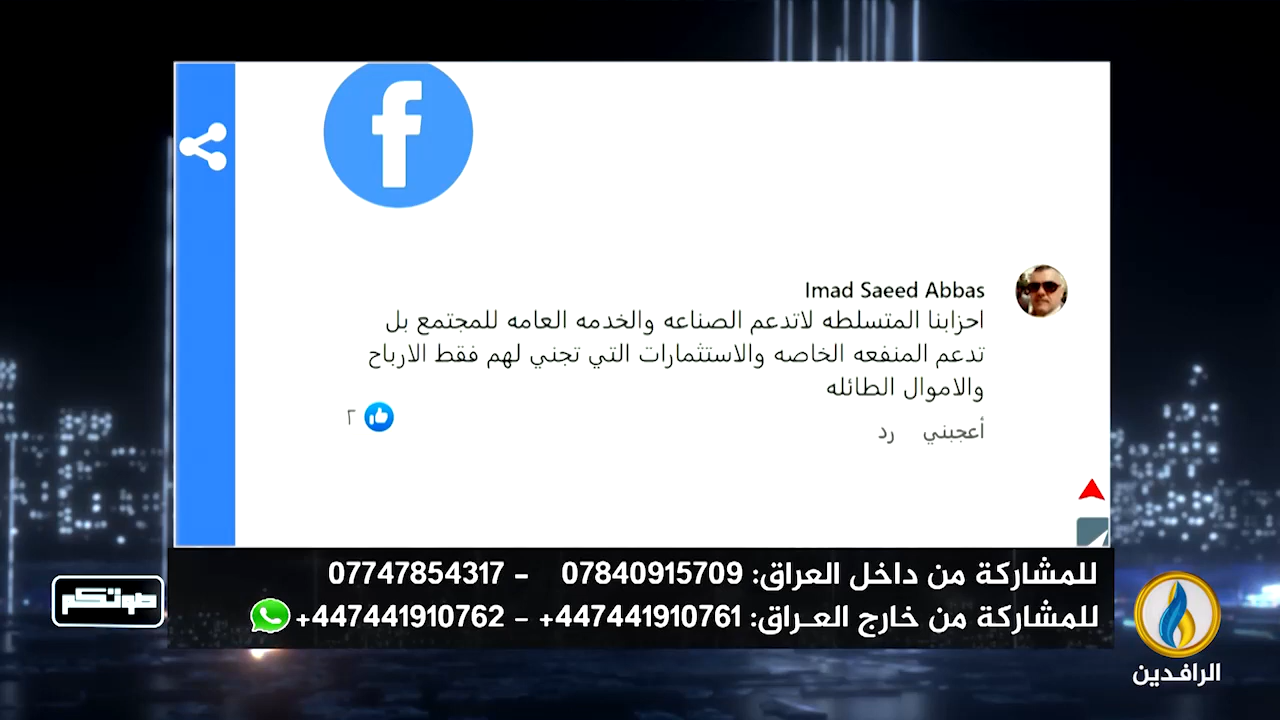 Imad Saeed Abbas
احزابنا المتسلطه لاتدعم الصناعه والخدمه العامه للمجتمع بل
تدعم المنفعه الخاصه والاستثمارات التي تجني لهم فقط الارباح
والاموال الطائله
٢
أعجبني رد
للمشاركة من داخل العراق: 07840915709 - 07747854317
للمشاركة من خارج العـراق: 447441910761+ - 447441910762+
صوتكم
الرافدين